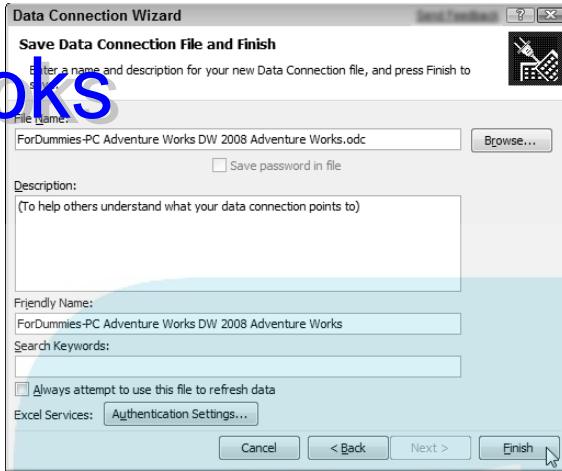 Data Connection Wizard
Save Data Connection File and Finish
Enter a name and description for your new Data Connection file, and press Finish to
oks
File Name:
ForDummies-PC Adventure Works DW 2008 Adventure Works.odc
Browse...
Save password in file
Description:
(To help others understand what your data connection points to)
Friendly Name:
ForDummies-PC Adventure Works DW 2008 Adventure Works
Search Keywords:
Always attempt to use this file to refresh data
Excel Services: Authentication Settings...
Cancel < Back Next > Finish